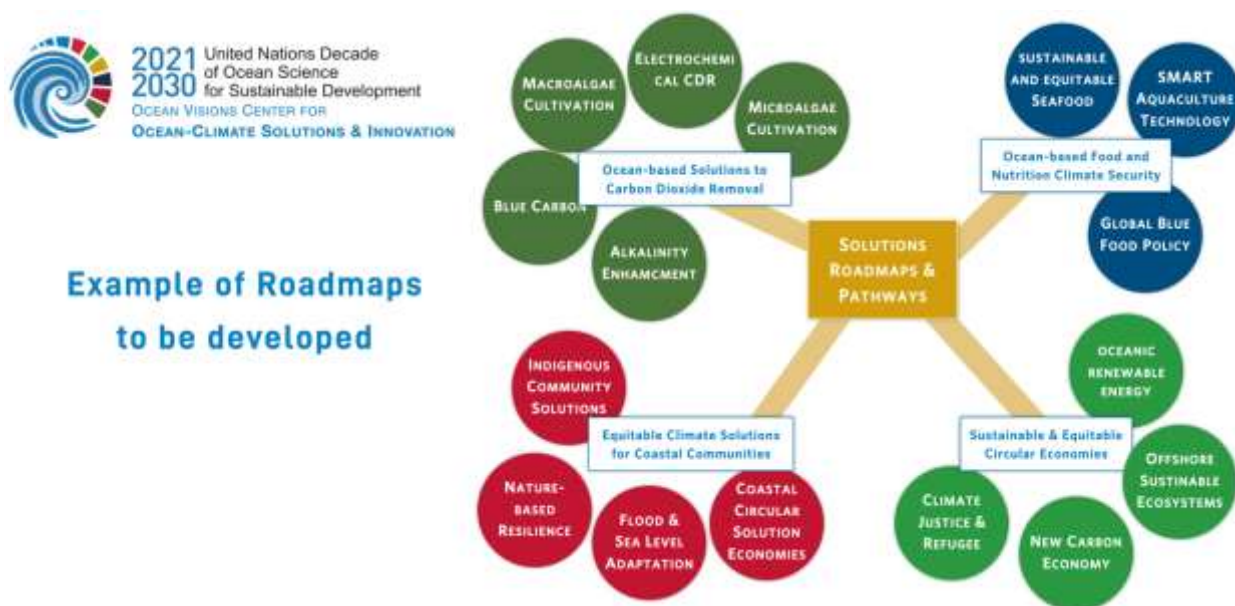 2021 United Nations Decade
2030 of Ocean Science
for Sustainable Development
OCEAN VISIONS CENTER FOR
OCEAN-CLIMATE SOLUTIONS & INNOVATION
Example of Roadmaps
to be developed
MACROALGAE
CULTIVATION
ELECTROCHEMI
CAL CDR
MICROALGAE
CULTIVATION
BLUE CARBON
ALKALINITY
ENHAMCMENT
Ocean-based Solutions to
Carbon Dioxide Removal
SUSTAINABLE
AND EQUITABLE
SEAFOOD
SMART
AQUACULTURE
TECHNOLOGY
GLOBAL BLUE
FOOD POLICY
Ocean-based Food and
Nutrition Climate Security
SOLUTIONS
ROADMAPS &
PATHWAYS
INDIGENOUS
COMMUNITY
SOLUTIONS
Equitable Climate Solutions
for Coastal Communities
NATURE-
BASED
RESILIENCE
FLOOD &
SEA LEVEL
ADAPTATION
COASTAL
CIRCULAR
SOLUTION
ECONOMIES
OCEANIC
RENEWABLE
ENERGY
Sustainable & Equitable
Circular Economies
OFFSHORE
SUSTINABLE
ECOSYSTEMS
CLIMATE
JUSTICE &
REFUGEE
NEW CARBON
ECONOMY